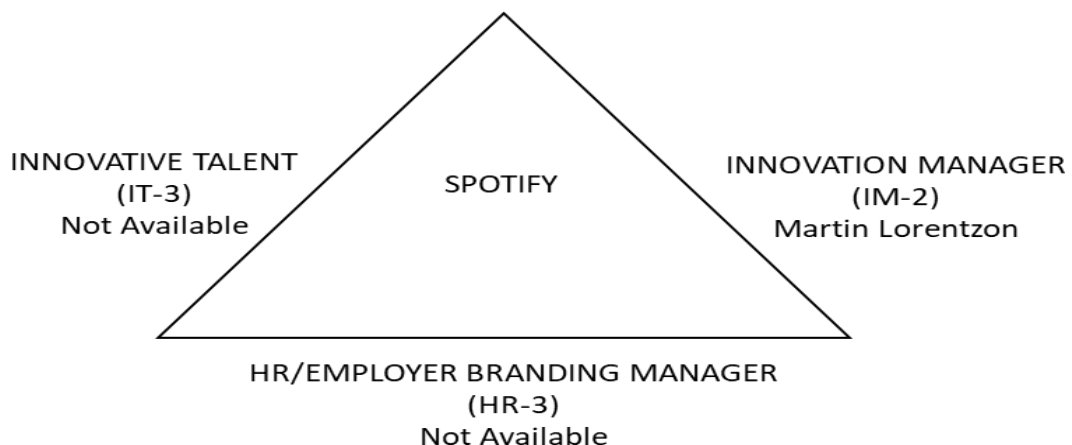 INNOVATIVE TALENT
(IT-3)
Not Available
SPOTIFY
INNOVATION MANAGER
(IM-2)
Martin Lorentzon
HR/EMPLOYER BRANDING MANAGER
(HR-3)
Not Available